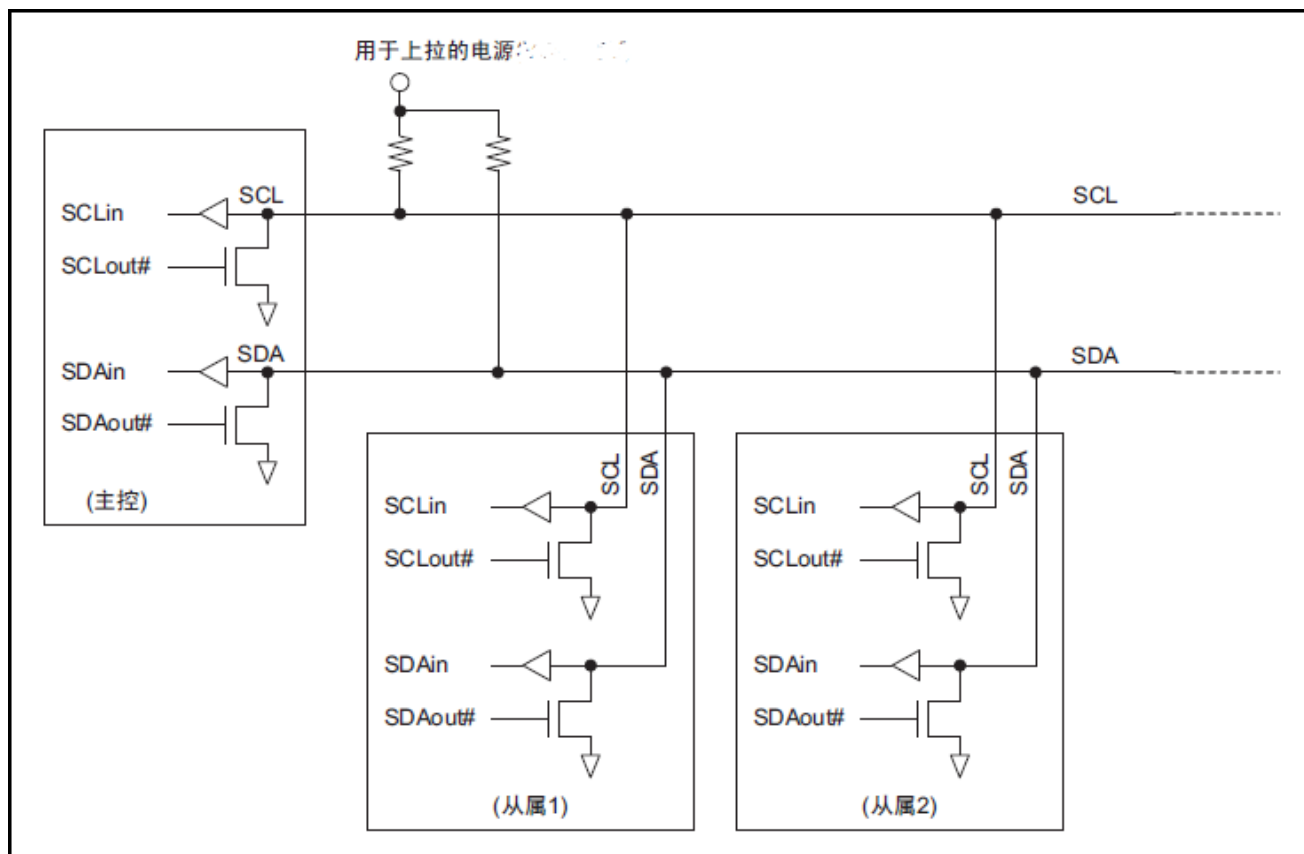 用于上拉的电源
SCL
SCLin
SCLout#
SDA
SDAin
SDAout#
(主控)
SCL
SDA
SCL
SDA
SCLin
SCLout#
SDAin
SDAout#
(从属1)
SCL
SDA
SCLin
SCLout#
SDAin
SDAout#
(从属2)